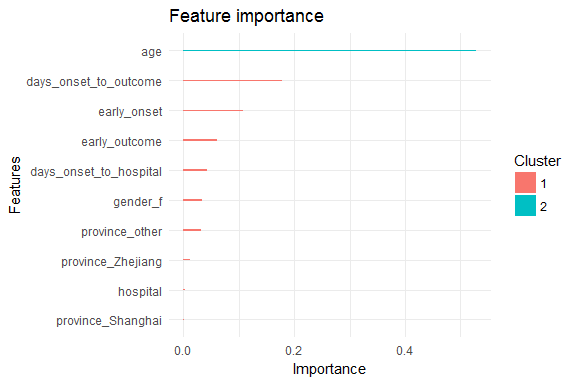 Feature importance
age
days_onset_to_outcome
early_onset
early_outcome
days_onset_to_hospital
gender_f
province_other
province_Zhejiang
hospital
province_Shanghai
Features
0.0 0.2 0.4
Importance
Cluster
1
2